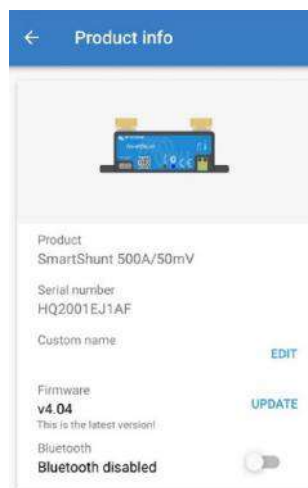 Product info
Product
SmartShunt 500A/50mV
Serial number
HQ2001EJ1AF
Custom name
EDIT
Firmware
v4.04
UPDATE
This is the latest version!
Bluetooth
Bluetooth disabled